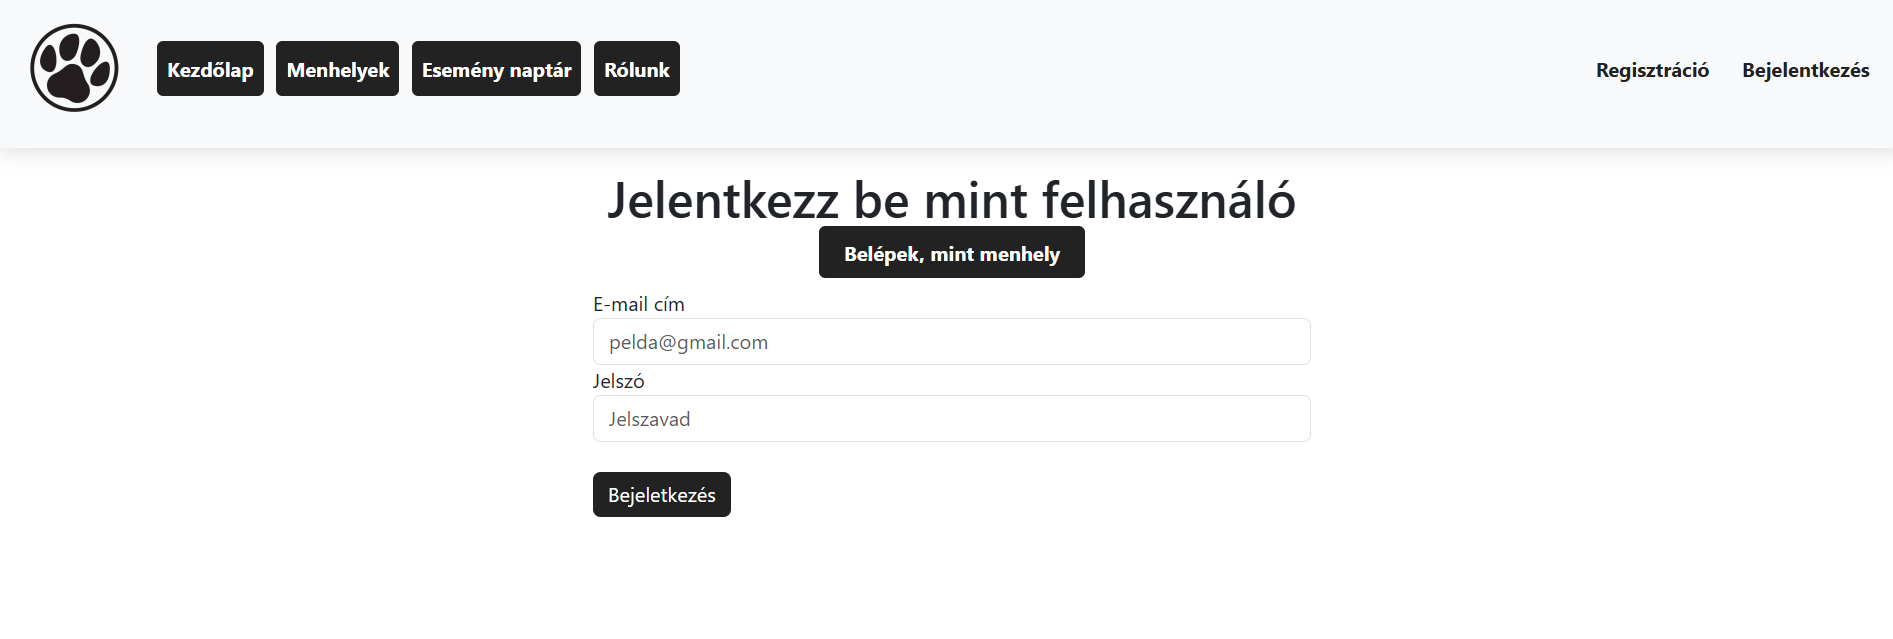 Kezdőlap Menhelyek Esemény naptár Rólunk Regisztráció Bejelentkezés
Jelentkezz be mint felhasználó
Belépek, mint menhely
E-mail cím
pelda@gmail.com
Jelszó
Jelszavad
Bejeletkezés